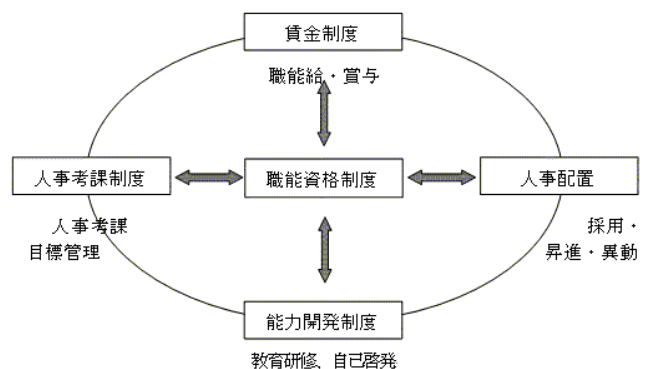 賃金制度
職能給・賞与
人事考課制度
職能資格制度
人事配置
人事考課
目標管理
採用・
昇進・異動
能力開発制度
教育研修、自己啓発